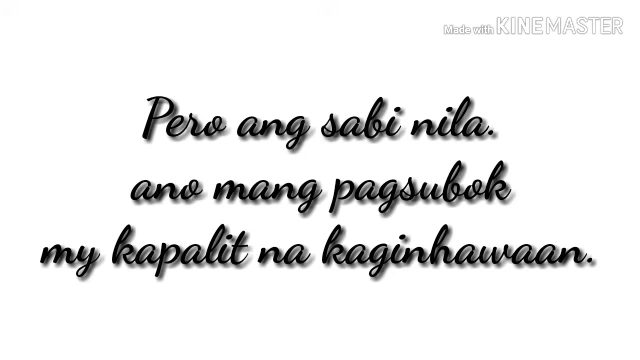 Made with KINEMASTER
Pero ang sabi nila.
ano mang pagsubok
my kapalit na kaginhawaan.